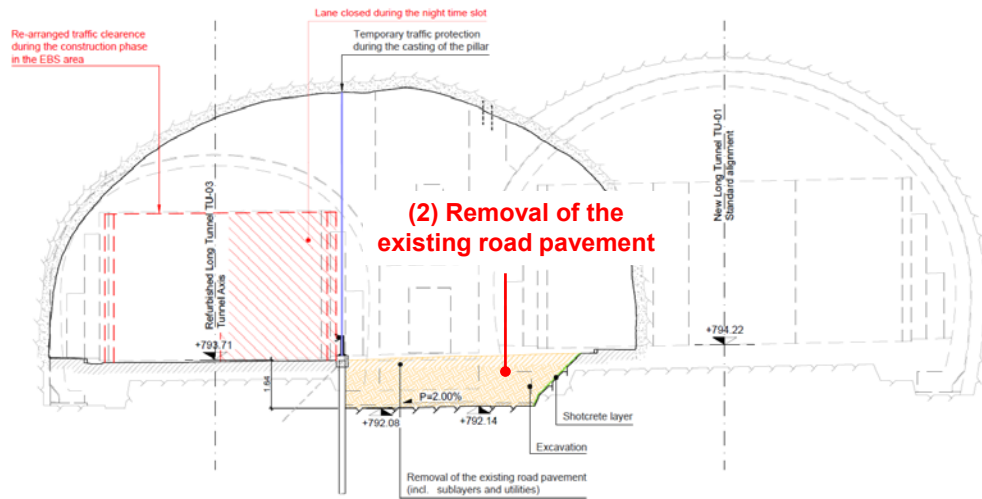 Lane closed during the night time slot
Re-arranged traffic clearence
during the construction phase
in the EBS area
Temporary traffic protection
during the casting of the pillar
Refurbished Long Tunnel TU-03
Tunnel Axis
New Long Tunnel TU-01
Standard alignment
(2) Removal of the
existing road pavement
+793.71
+794.22
1.64
P=2.00%
+792.08
+792.14
Shotcrete layer
Excavation
Removal of the existing road pavement
(incl. sublayers and utilities)